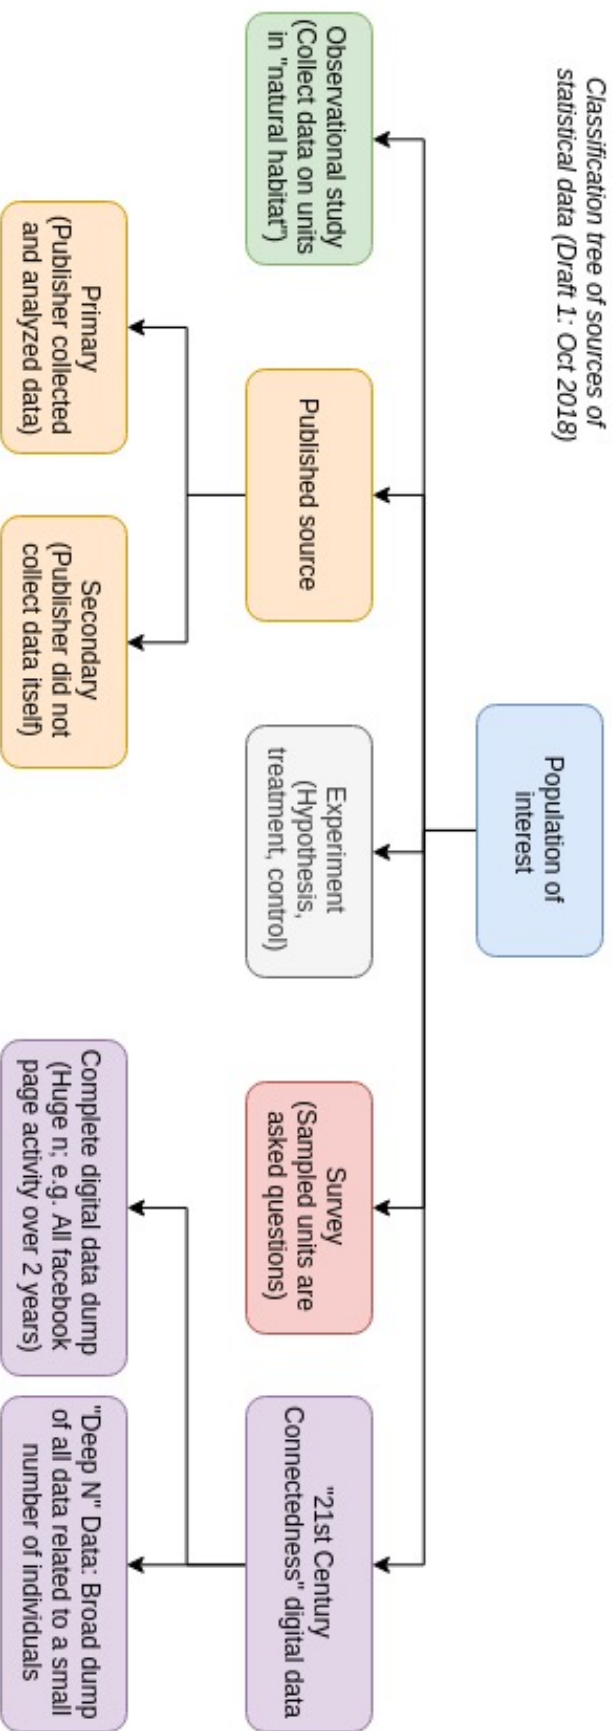 Classification tree of sources of
statistical data (Draft 1: Oct 2018)
Population of
interest
Observational study
(Collect data on units
in "natural habitat")
Published source
Experiment
(Hypothesis,
treatment, control)
Survey
(Sampled units are
asked questions)
"21st Century
Connectedness" digital data
Primary
(Publisher collected
and analyzed data)
Secondary
(Publisher did not
collect data itself)
Complete digital data dump
(Huge n; e.g. All facebook
page activity over 2 years)
"Deep N" Data: Broad dump
of all data related to a small
number of individuals